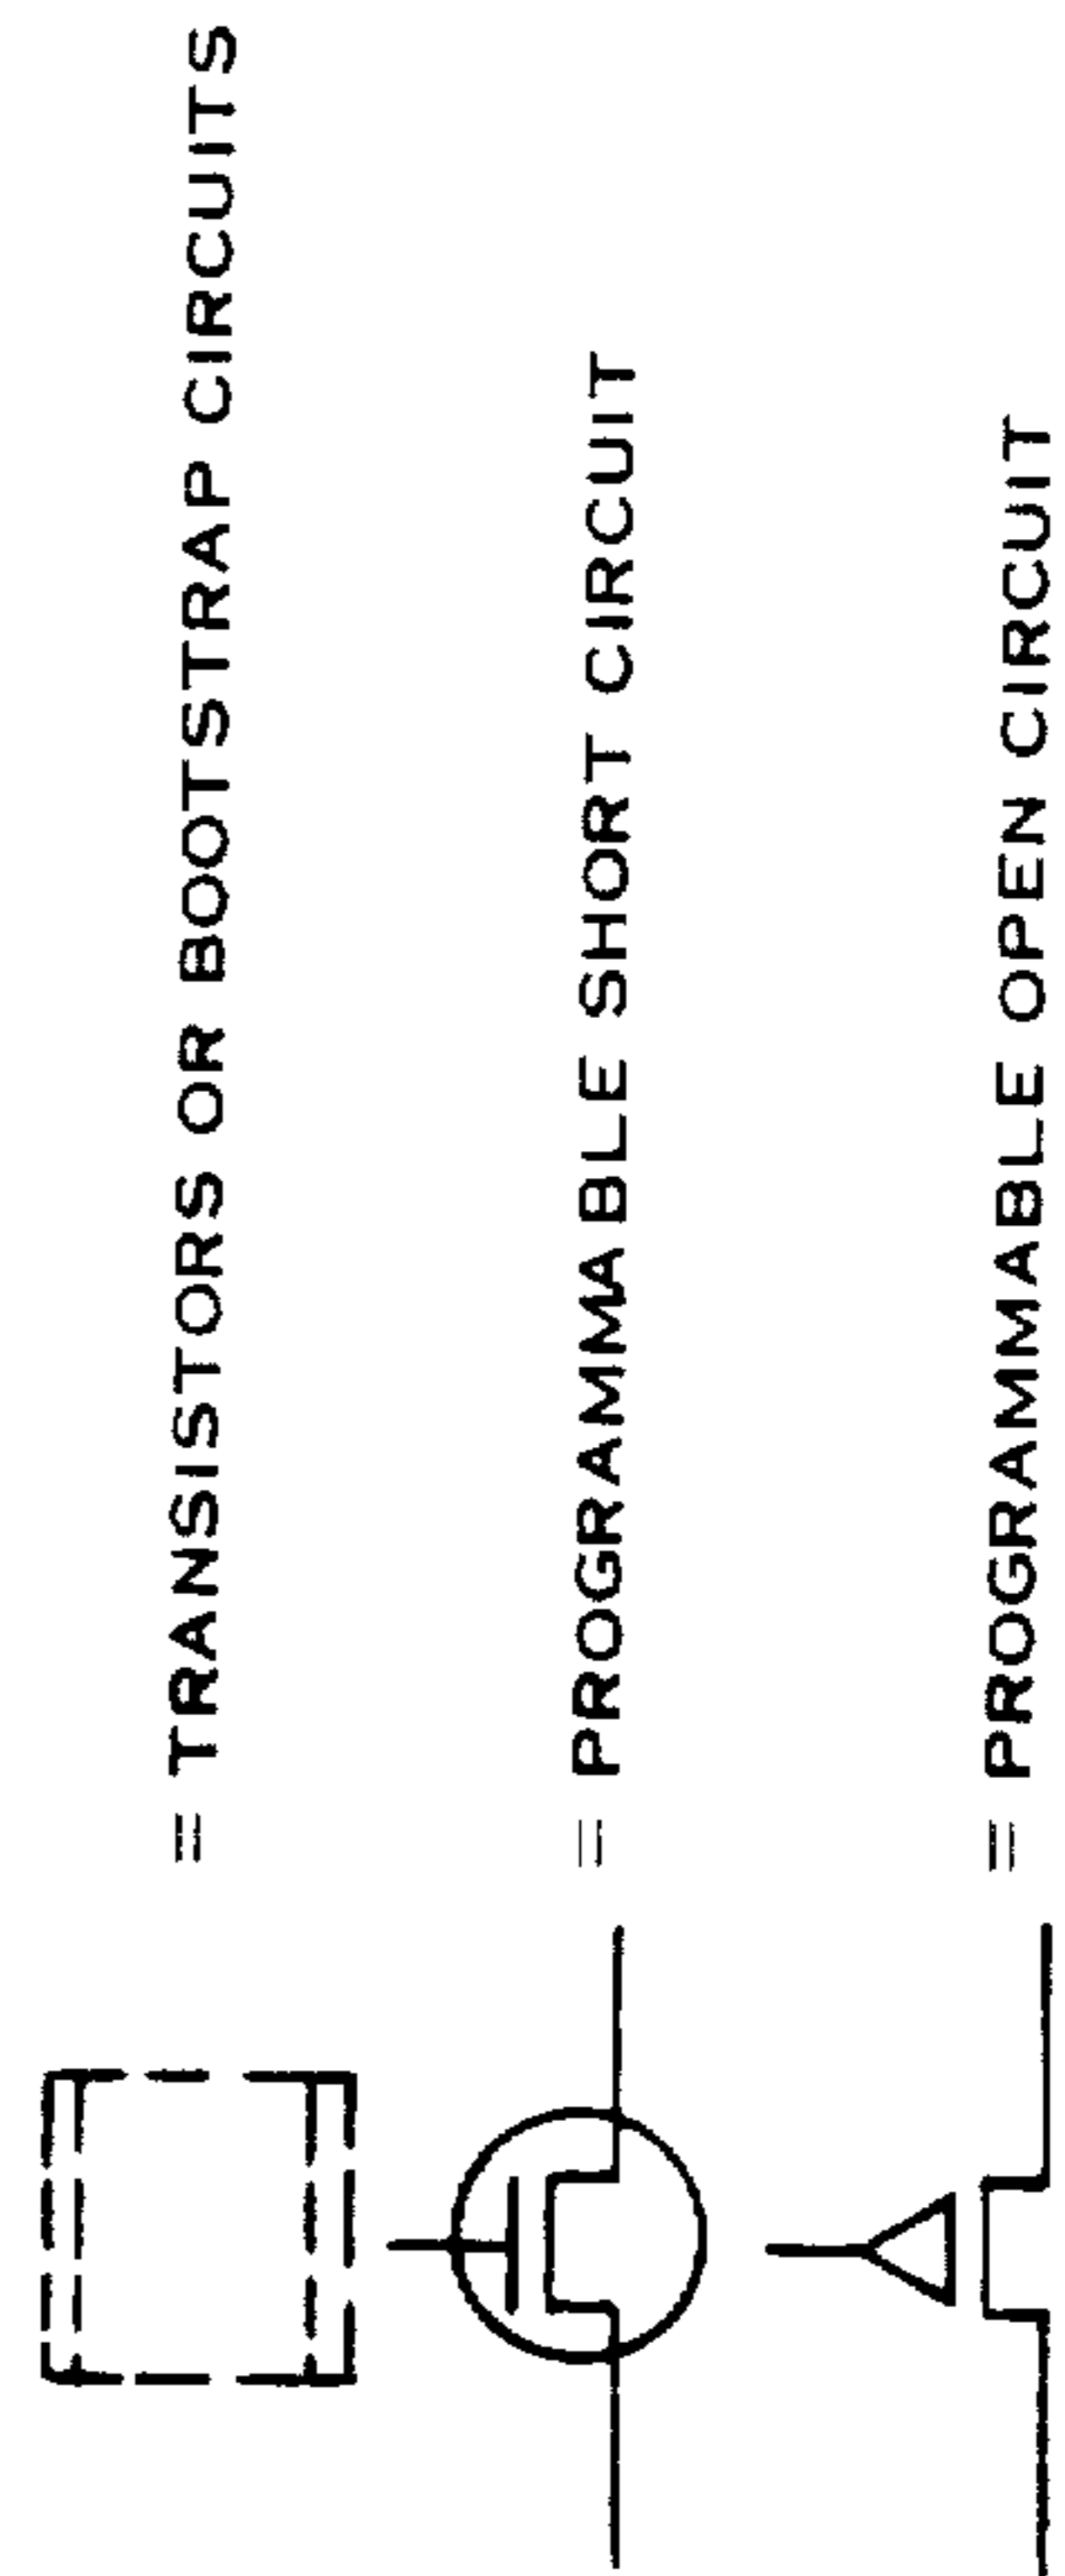 = TRANSISTORS OR BOOTSTRAP CIRCUITS
= PROGRAMMABLE SHORT CIRCUIT
= PROGRAMMABLE OPEN CIRCUIT